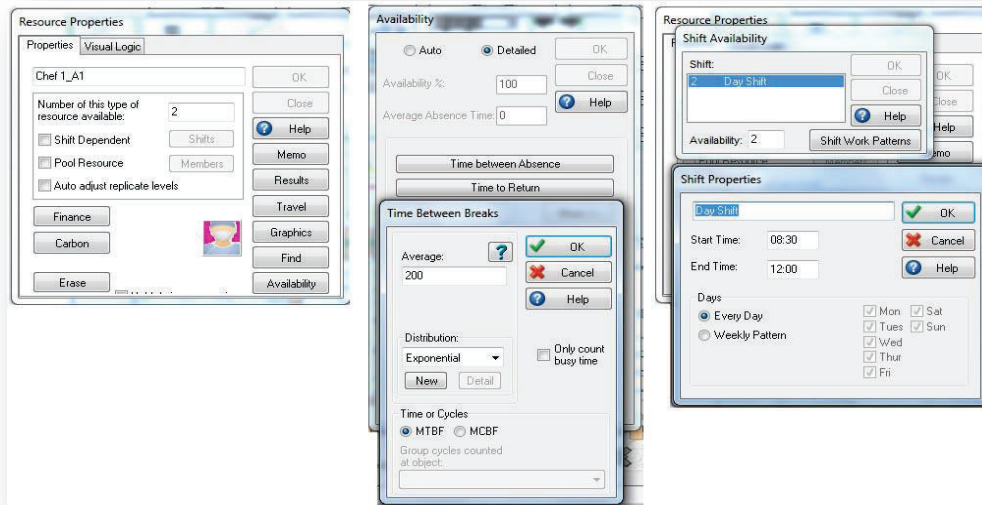 Resource Properties
Properties
Visual Logic
Chef 1_A1
OK
Number of this type of
resource available:
2
Close
Shift Dependent
Shifts
Help
Pool Resource
Members
Memo
Auto adjust replicate levels
Results
Travel
Finance
Graphics
Carbon
Find
Erase
Availability
Availability
Auto
Detailed
OK
Availability %:
100
Close
Average Absence Time:
0
Help
Time between Absence
Time to Return
Time Between Breaks
Average:
?
OK
200
Cancel
Help
Distribution:
Exponential
Only count
busy time
New
Detail
Time or Cycles
MTBF
MCBF
Group cycles counted
at object:
Resource Properties
Shift Availability
Shift:
2 Day Shift
OK
Close
Help
Availability: 2
Shift Work Patterns
OK
Close
Help
Shift Properties
Day Shift
OK
Start Time:
08:30
Cancel
End Time:
12:00
Help
Days
Every Day
Weekly Pattern
Mon
Sat
Tues
Sun
Wed
Thur
Fri